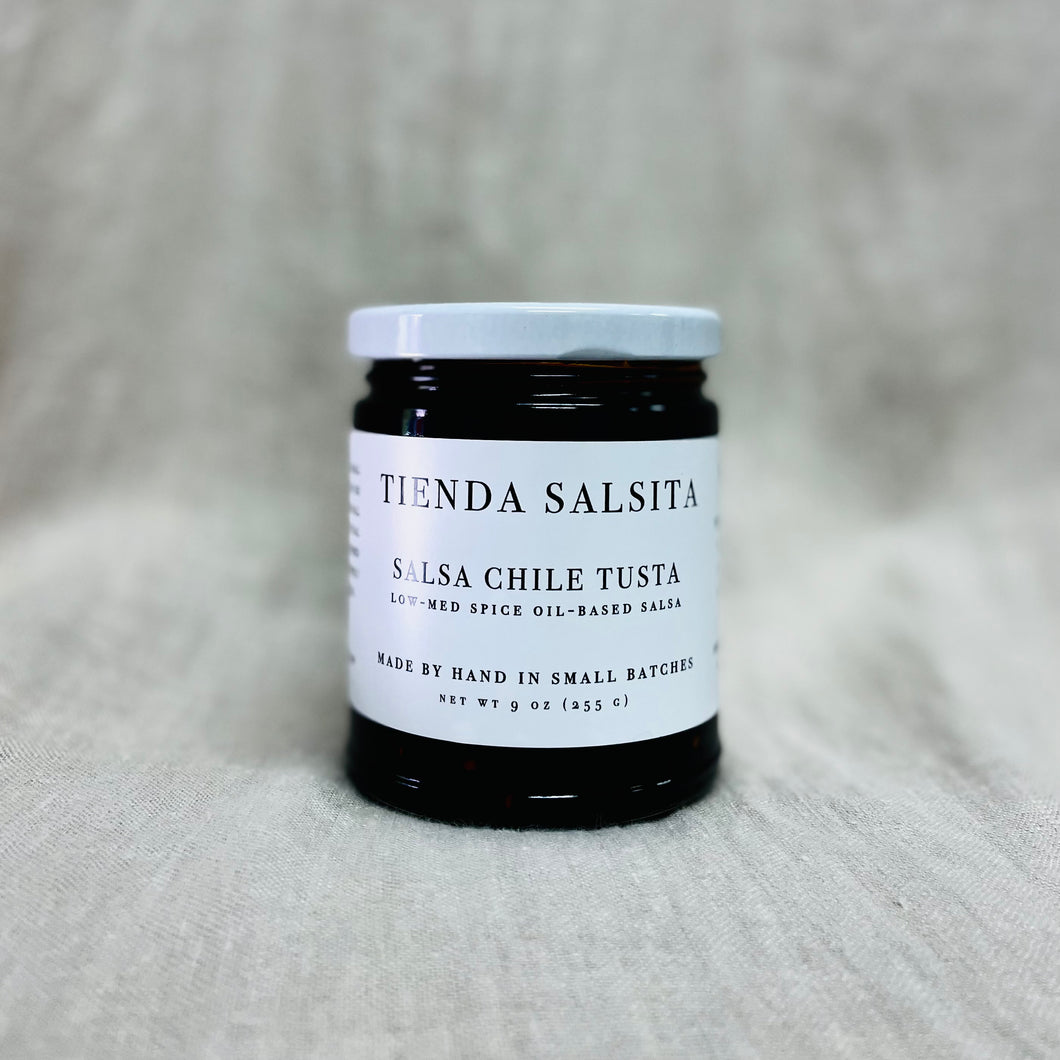 TIENDA SALSITA
SALSA CHILE TUSTA
LOW-MED SPICE OIL-BASED SALSA
MADE BY HAND IN SMALL BATCHES
NET WT 9 OZ (255 G)